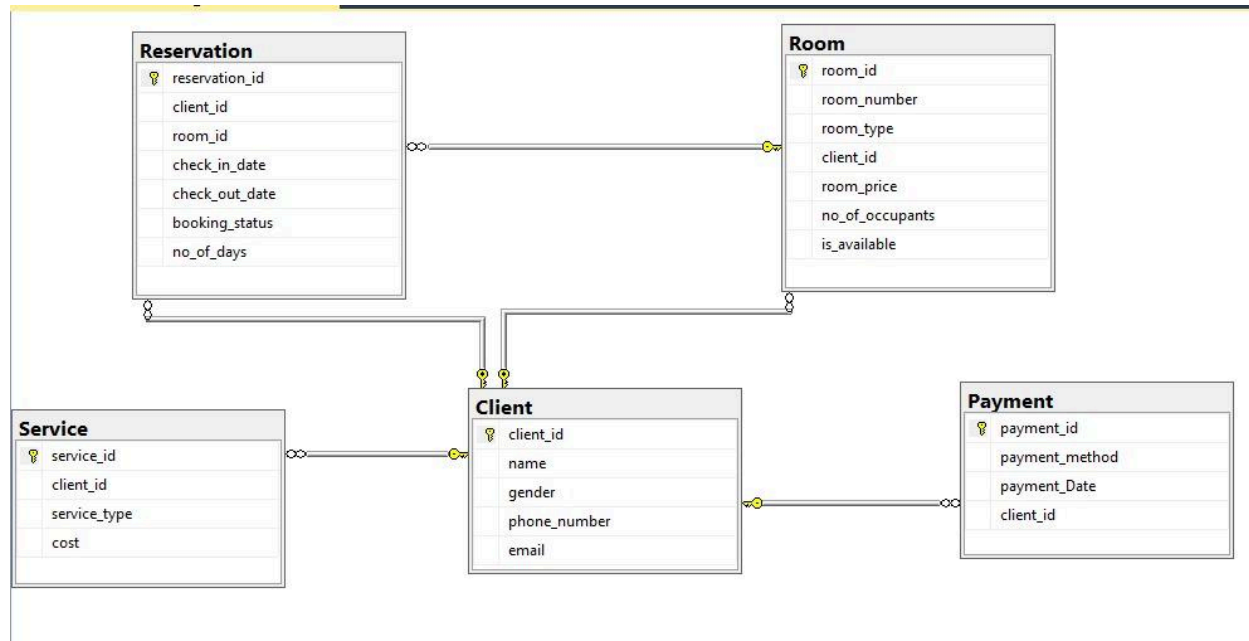 Reservation
reservation_id
client_id
room_id
check_in_date
check_out_date
booking_status
no_of_days
Room
room_id
room_number
room_type
client_id
room_price
no_of_occupants
is_available
Service
service_id
client_id
service_type
cost
Client
client_id
name
gender
phone_number
email
Payment
payment_id
payment_method
payment_Date
client_id